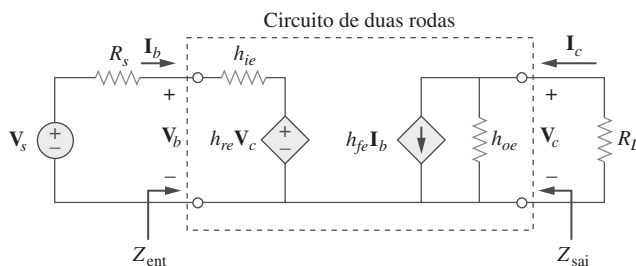 Circuito de duas rodas
R_s
I_b
h_ie
I_c
+
+
V_s
+
−
V_b
h_re V_c
+
−
h_fe I_b
h_oe
V_c
R_L
−
−
Z_ent
Z_sai